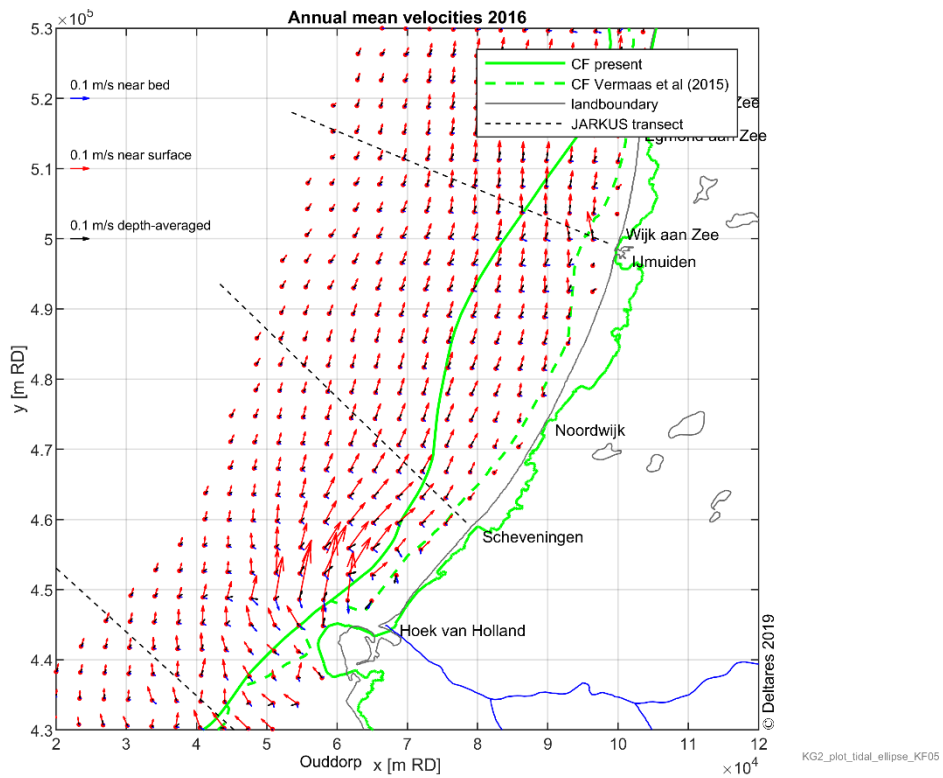 Annual mean velocities 2016
×10⁵
5.3
5.2
5.1
5
4.9
4.8
4.7
4.6
4.5
4.4
4.3
y [m RD]
0.1 m/s near bed
0.1 m/s near surface
0.1 m/s depth-averaged
CF present
CF Vermaas et al (2015)
landboundary
JARKUS transect
Zee
Egmond aan Zee
Wijk aan Zee
IJmuiden
Noordwijk
Scheveningen
Hoek van Holland
Ouddorp
© Deltares 2019
2 3 4 5 6 7 8 9 10 11 12
x [m RD]
×10⁴
KG2_plot_tidal_ellipse_KF05